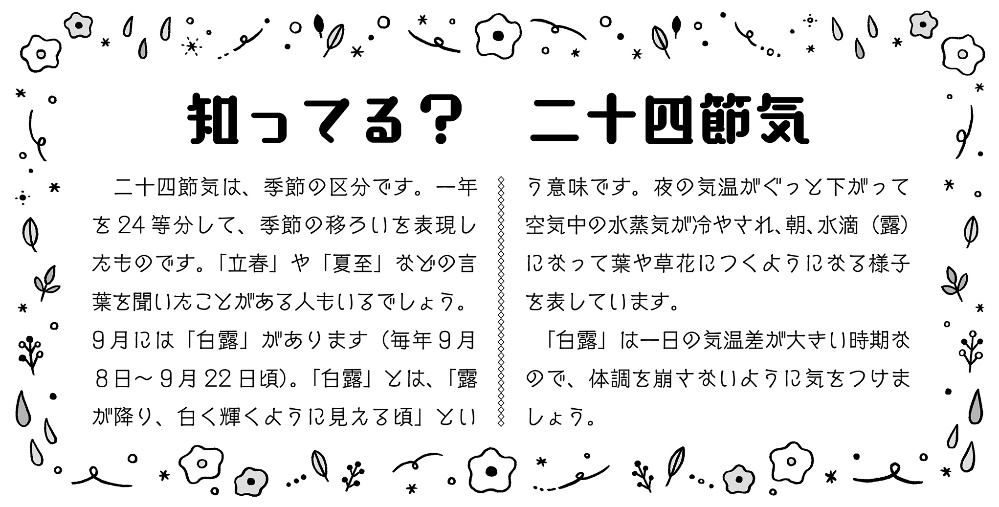 知ってる?　二十四節気
　二十四節気は、季節の区分です。一年
を 24 等分して、季節の移ろいを表現し
たものです。「立春」や「夏至」などの言
葉を聞いたことがある人もいるでしょう。
９月には「白露」があります（毎年９月
８日～９月 22 日頃）。「白露」とは、「露
が降り、白く輝くように見える頃」とい
う意味です。夜の気温がぐっと下がって
空気中の水蒸気が冷やされ、朝、水滴（露）
になって葉や草花につくようになる様子
を表しています。
　「白露」は一日の気温差が大きい時期な
ので、体調を崩さないように気をつけま
しょう。